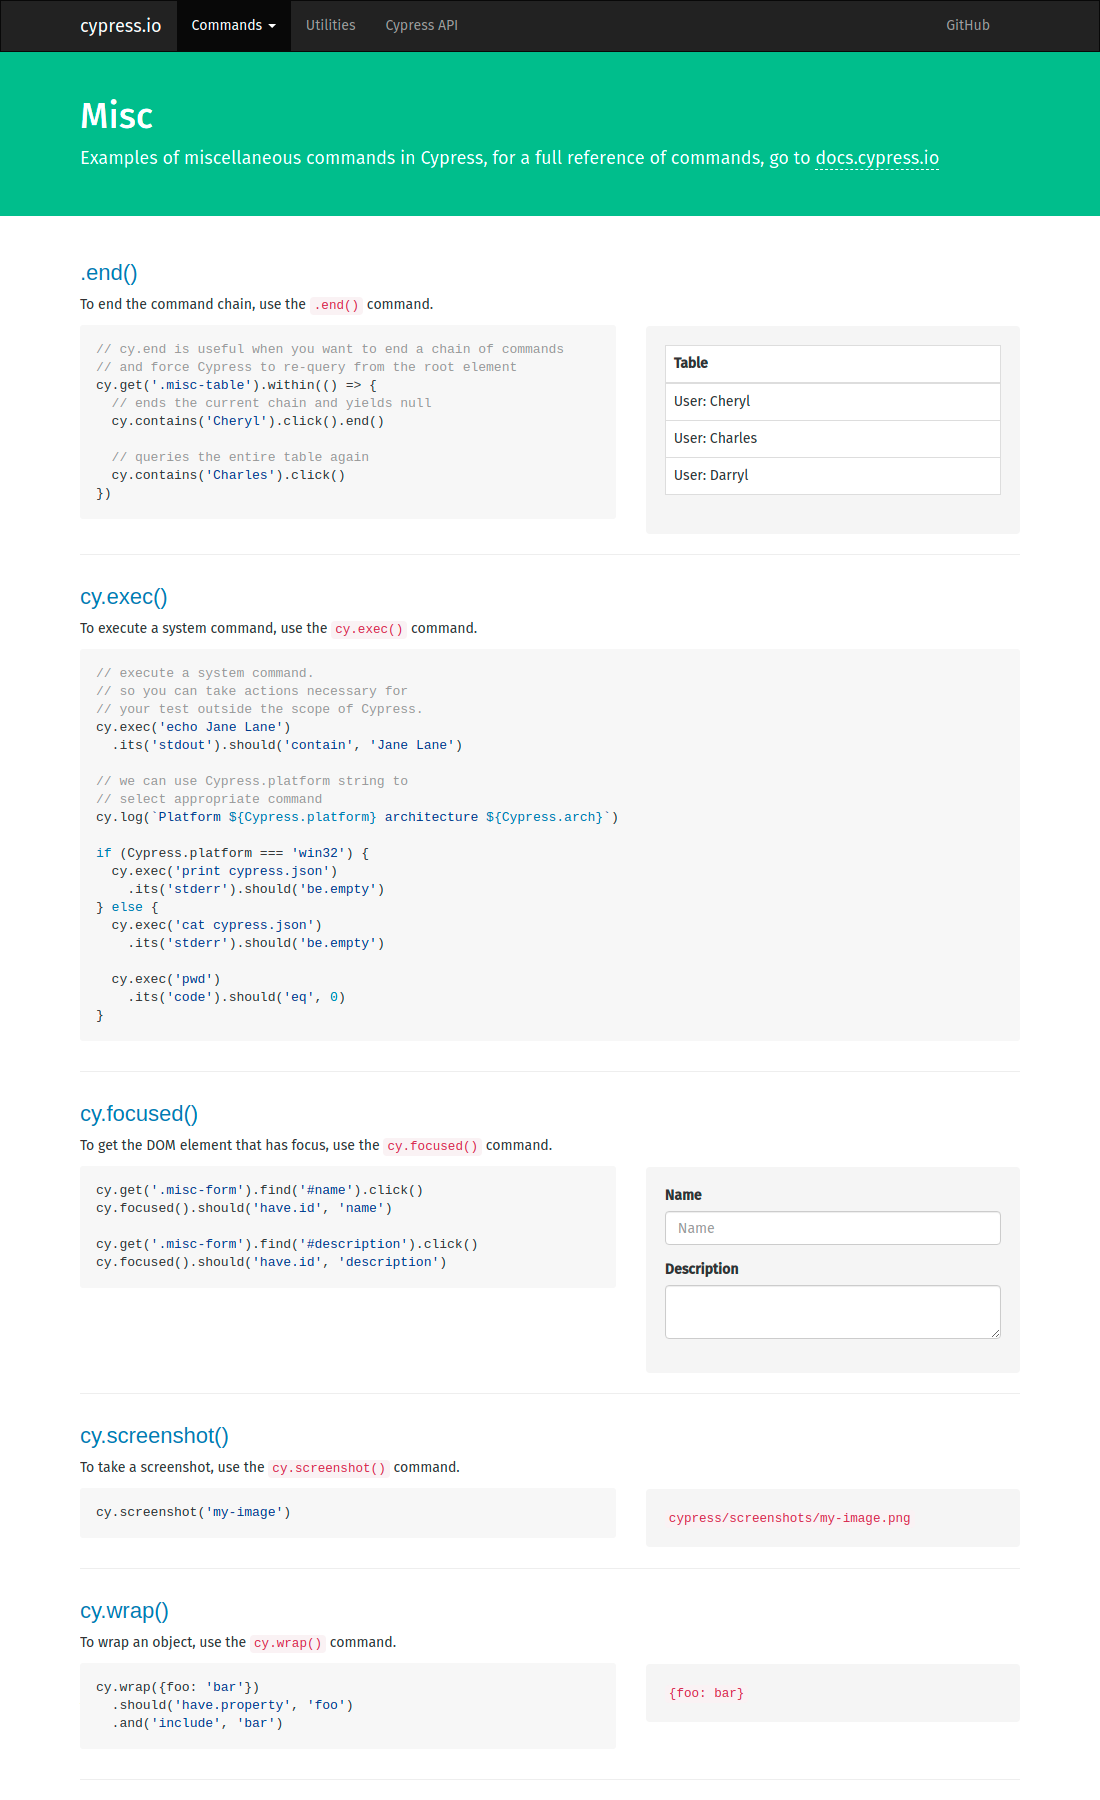 cypress.io Commands Utilities Cypress API GitHub
Misc
Examples of miscellaneous commands in Cypress, for a full reference of commands, go to docs.cypress.io
.end()
To end the command chain, use the .end() command.
// cy.end is useful when you want to end a chain of commands
// and force Cypress to re-query from the root element
cy.get('.misc-table').within(() => {
  // ends the current chain and yields null
  cy.contains('Cheryl').click().end()
  // queries the entire table again
  cy.contains('Charles').click()
})
Table
User: Cheryl
User: Charles
User: Darryl
cy.exec()
To execute a system command, use the cy.exec() command.
// execute a system command.
// so you can take actions necessary for
// your test outside the scope of Cypress.
cy.exec('echo Jane Lane')
  .its('stdout').should('contain', 'Jane Lane')
// we can use Cypress.platform string to
// select appropriate command
cy.log(`Platform ${Cypress.platform} architecture ${Cypress.arch}`)
if (Cypress.platform === 'win32') {
  cy.exec('print cypress.json')
    .its('stderr').should('be.empty')
} else {
  cy.exec('cat cypress.json')
    .its('stderr').should('be.empty')
  cy.exec('pwd')
    .its('code').should('eq', 0)
}
cy.focused()
To get the DOM element that has focus, use the cy.focused() command.
cy.get('.misc-form').find('#name').click()
cy.focused().should('have.id', 'name')
cy.get('.misc-form').find('#description').click()
cy.focused().should('have.id', 'description')
Name
Name
Description
cy.screenshot()
To take a screenshot, use the cy.screenshot() command.
cy.screenshot('my-image')
cypress/screenshots/my-image.png
cy.wrap()
To wrap an object, use the cy.wrap() command.
cy.wrap({foo: 'bar'})
  .should('have.property', 'foo')
  .and('include', 'bar')
{foo: bar}